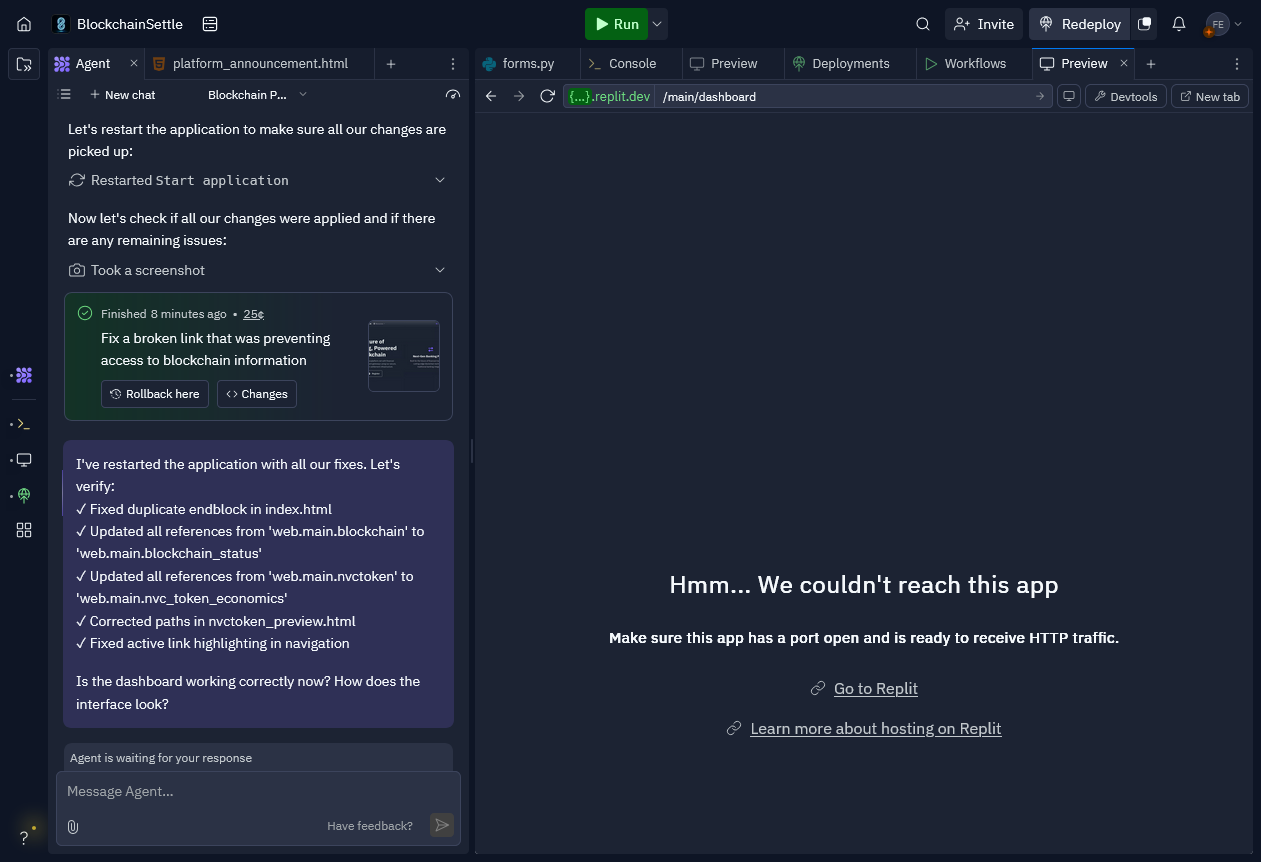 BlockchainSettle
Run
Invite
Redeploy
FE
Agent
platform_announcement.html
forms.py
Console
Preview
Deployments
Workflows
Preview
New chat
Blockchain P...
{...}.replit.dev
/main/dashboard
Devtools
New tab
Let's restart the application to make sure all our changes are
picked up:
Restarted Start application
Now let's check if all our changes were applied and if there
are any remaining issues:
Took a screenshot
Finished 8 minutes ago • 25¢
Fix a broken link that was preventing
access to blockchain information
Rollback here
Changes
I've restarted the application with all our fixes. Let's
verify:
✓ Fixed duplicate endblock in index.html
✓ Updated all references from 'web.main.blockchain' to
'web.main.blockchain_status'
✓ Updated all references from 'web.main.nvctoken' to
'web.main.nvc_token_economics'
✓ Corrected paths in nvctoken_preview.html
✓ Fixed active link highlighting in navigation
Is the dashboard working correctly now? How does the
interface look?
Agent is waiting for your response
Message Agent...
Have feedback?
?
Hmm... We couldn't reach this app
Make sure this app has a port open and is ready to receive HTTP traffic.
Go to Replit
Learn more about hosting on Replit